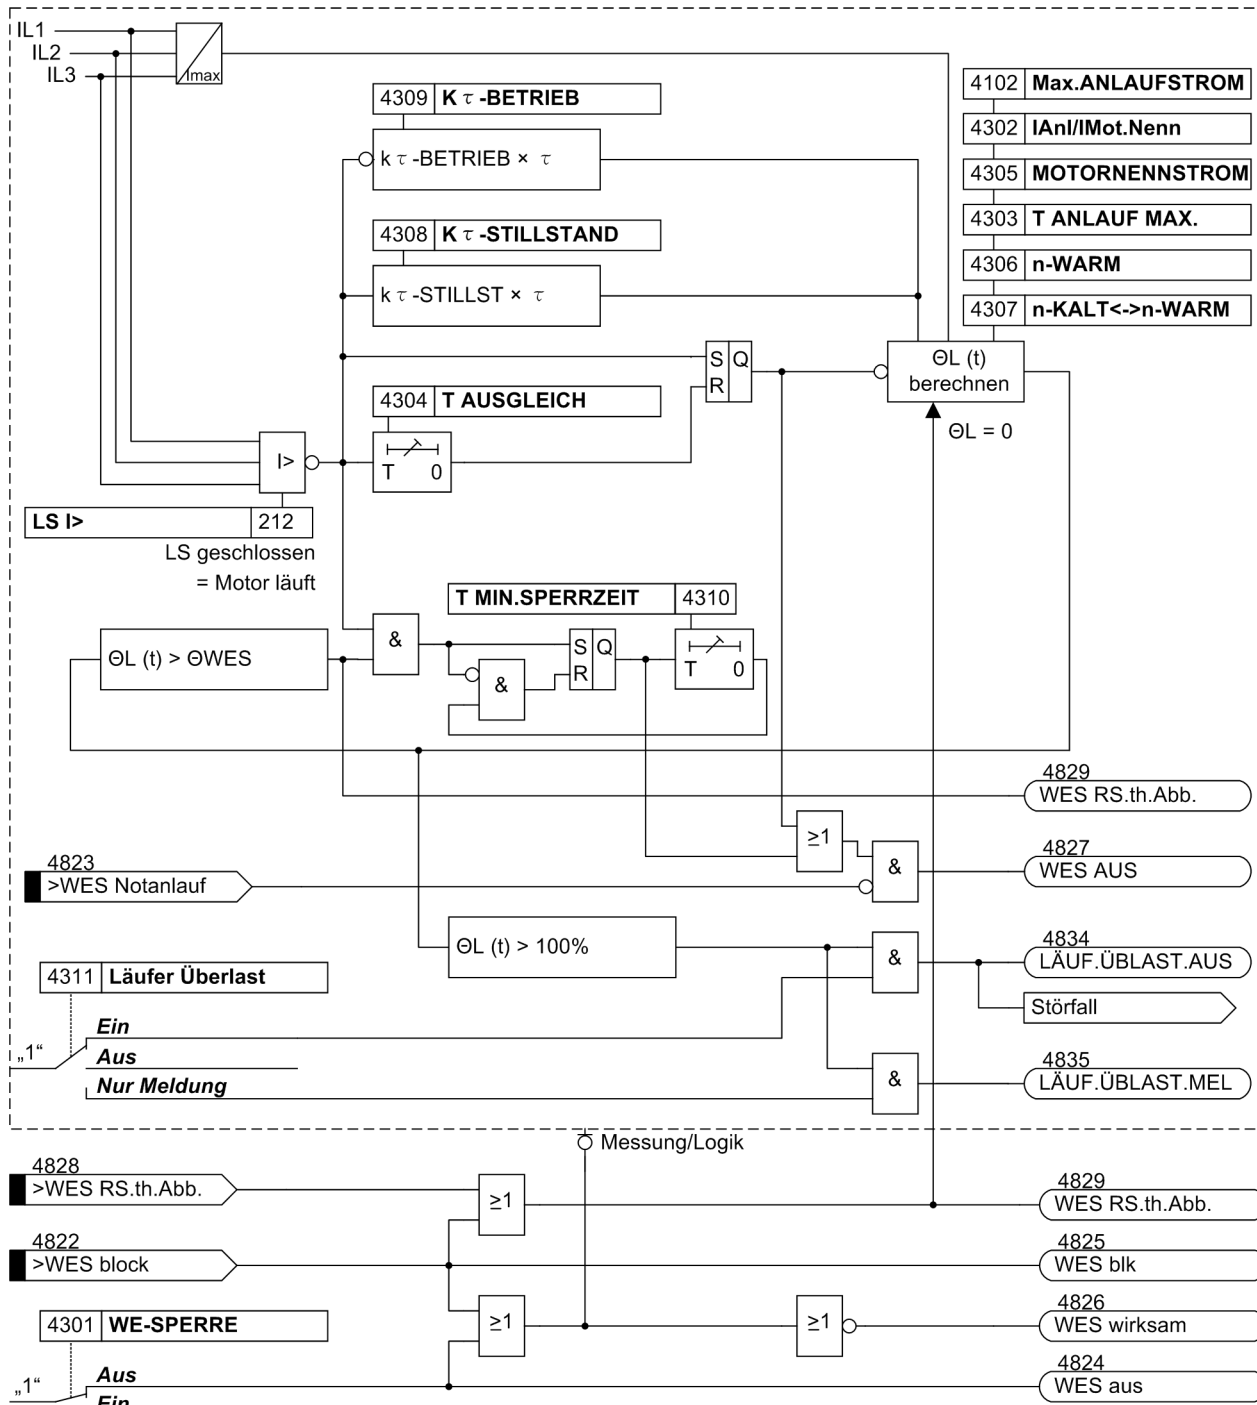 IL1
IL2
IL3
Imax
4309 K τ -BETRIEB
k τ -BETRIEB × τ
4308 K τ -STILLSTAND
k τ -STILLST × τ
4102 Max.ANLAUFSTROM
4302 IAnl/IMot.Nenn
4305 MOTORNENNSTROM
4303 T ANLAUF MAX.
4306 n-WARM
4307 n-KALT<->n-WARM
S Q
R
ΘL (t)
berechnen
ΘL = 0
4304 T AUSGLEICH
T 0
I>
LS I> 212
LS geschlossen
= Motor läuft
T MIN.SPERRZEIT 4310
ΘL (t) > ΘWES
&
&
S Q
R
T 0
4829
WES RS.th.Abb.
≥1
&
4827
WES AUS
4823
>WES Notanlauf
ΘL (t) > 100%
&
4834
LÄUF.ÜBLAST.AUS
Störfall
4311 Läufer Überlast
„1“
Ein
Aus
Nur Meldung
&
4835
LÄUF.ÜBLAST.MEL
Messung/Logik
4828
>WES RS.th.Abb.
≥1
4829
WES RS.th.Abb.
4822
>WES block
4825
WES blk
4301 WE-SPERRE
≥1
≥1
4826
WES wirksam
„1“
Aus
Ein
4824
WES aus